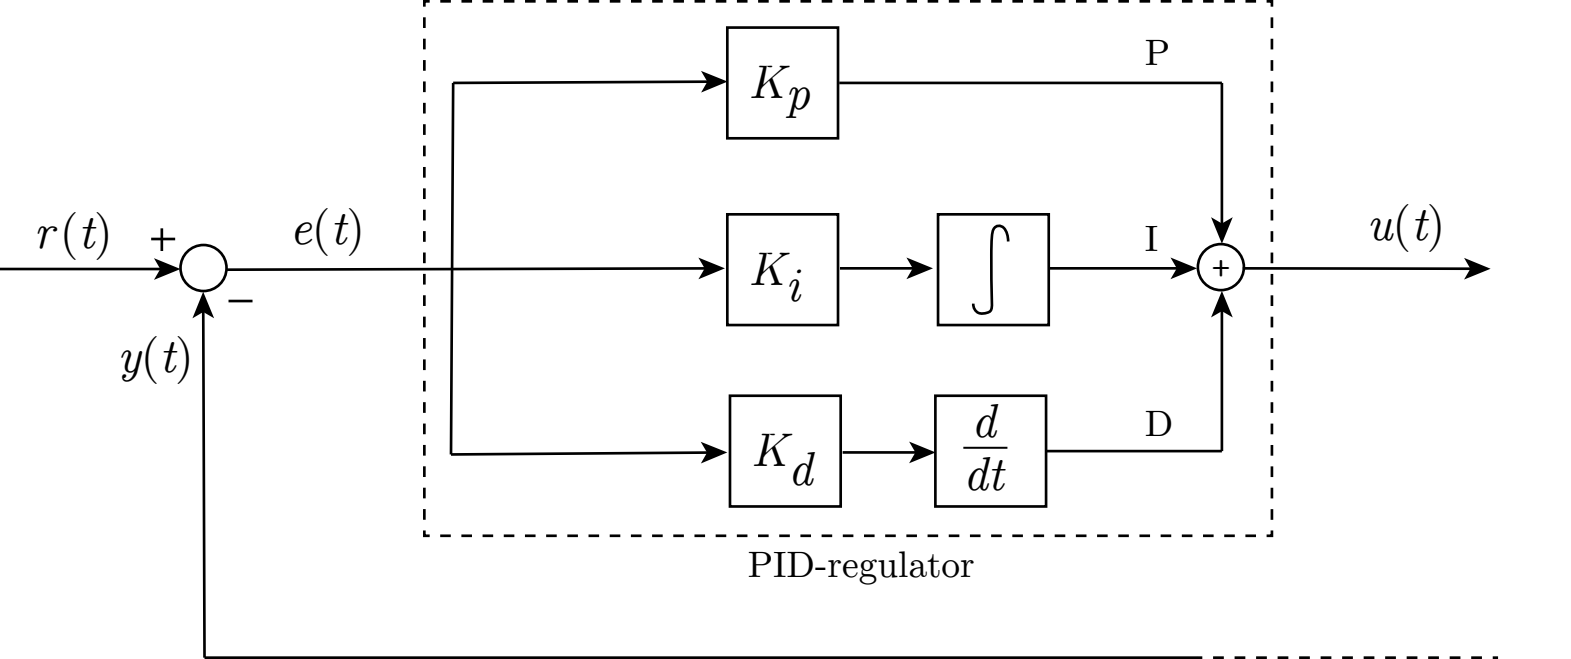 P
K_p
r(t)
+
e(t)
K_i
∫
I
+
u(t)
−
y(t)
K_d
d/dt
D
PID-regulator